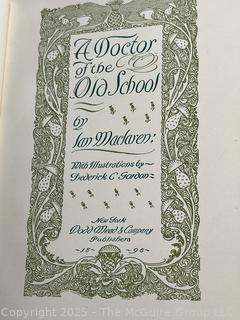 A Doctor
of the
Old School
by
Ian Maclaren:
With Illustrations by
Frederick C. Gordon:
New York
Dodd Mead & Company
Publishers
18 95
Copyright 2025 - The McGuire Group LLC